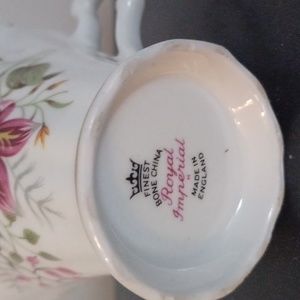 FINEST
BONE CHINA
Royal
Imperial
MADE IN
ENGLAND